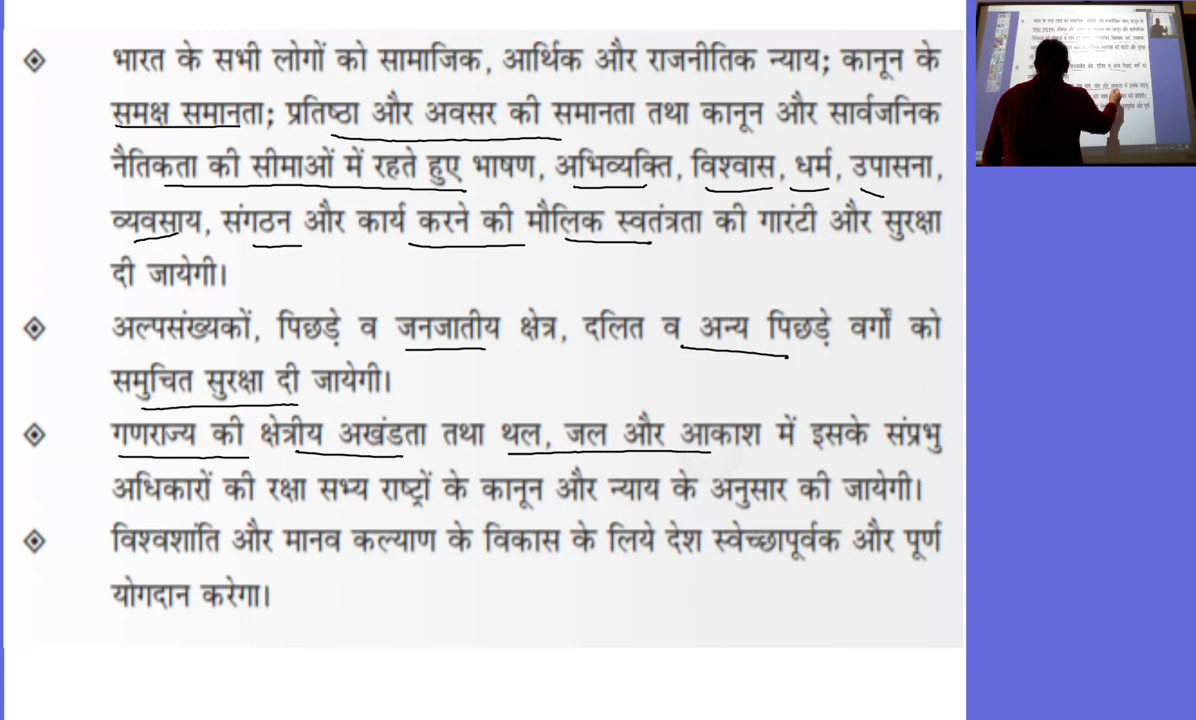 भारत के सभी लोगों को सामाजिक, आर्थिक और राजनीतिक न्याय; कानून के
समक्ष समानता; प्रतिष्ठा और अवसर की समानता तथा कानून और सार्वजनिक
नैतिकता की सीमाओं में रहते हुए भाषण, अभिव्यक्ति, विश्वास, धर्म, उपासना,
व्यवसाय, संगठन और कार्य करने की मौलिक स्वतंत्रता की गारंटी और सुरक्षा
दी जायेगी।
अल्पसंख्यकों, पिछड़े व जनजातीय क्षेत्र, दलित व अन्य पिछड़े वर्गों को
समुचित सुरक्षा दी जायेगी।
गणराज्य की क्षेत्रीय अखंडता तथा थल, जल और आकाश में इसके संप्रभु
अधिकारों की रक्षा सभ्य राष्ट्रों के कानून और न्याय के अनुसार की जायेगी।
विश्वशांति और मानव कल्याण के विकास के लिये देश स्वेच्छापूर्वक और पूर्ण
योगदान करेगा।